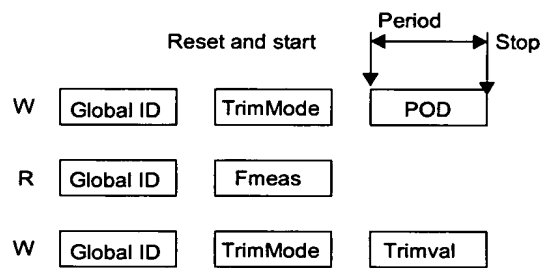 Period
Reset and start
Stop
W Global ID TrimMode POD
R Global ID Fmeas
W Global ID TrimMode Trimval